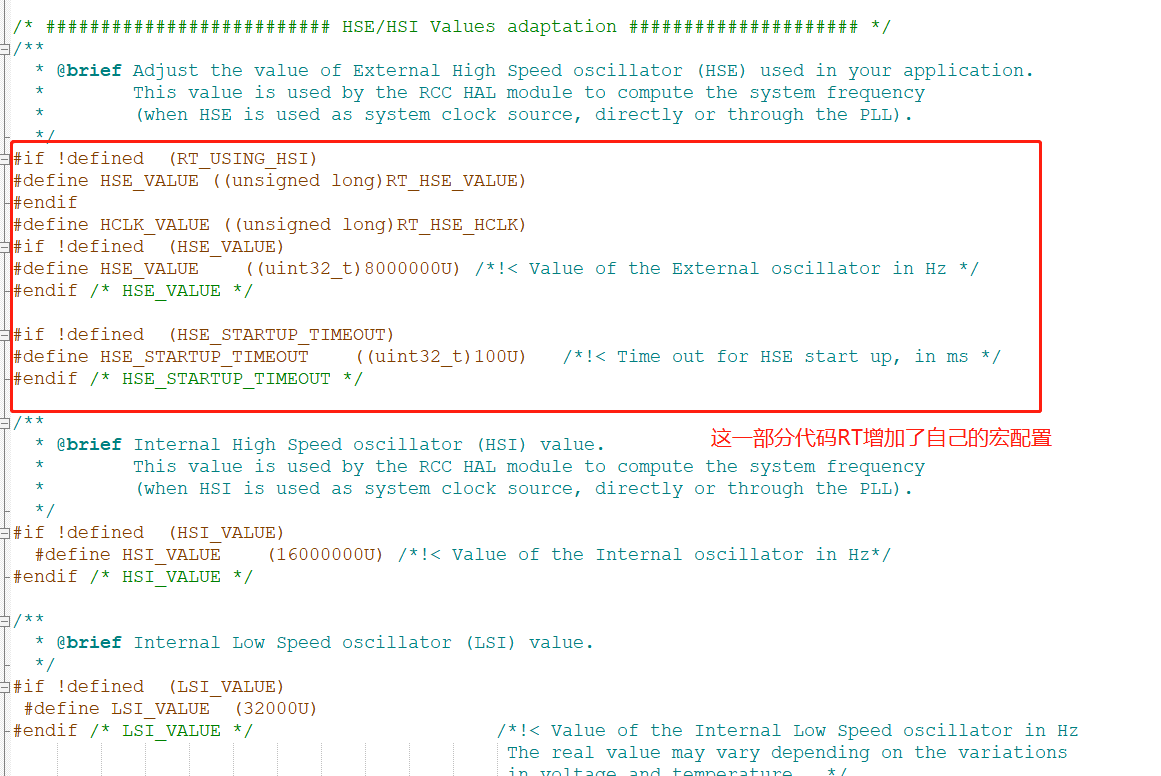 /* ########################## HSE/HSI Values adaptation ##################### */
/**
  * @brief Adjust the value of External High Speed oscillator (HSE) used in your application.
  *        This value is used by the RCC HAL module to compute the system frequency
  *        (when HSE is used as system clock source, directly or through the PLL).
  */
#if !defined  (RT_USING_HSI)
#define HSE_VALUE ((unsigned long)RT_HSE_VALUE)
#endif
#define HCLK_VALUE ((unsigned long)RT_HSE_HCLK)
#if !defined  (HSE_VALUE)
#define HSE_VALUE    ((uint32_t)8000000U) /*!< Value of the External oscillator in Hz */
#endif /* HSE_VALUE */
#if !defined  (HSE_STARTUP_TIMEOUT)
#define HSE_STARTUP_TIMEOUT    ((uint32_t)100U)   /*!< Time out for HSE start up, in ms */
#endif /* HSE_STARTUP_TIMEOUT */
/**
  * @brief Internal High Speed oscillator (HSI) value.
这一部分代码RT增加了自己的宏配置
  *        This value is used by the RCC HAL module to compute the system frequency
  *        (when HSI is used as system clock source, directly or through the PLL).
  */
#if !defined  (HSI_VALUE)
  #define HSI_VALUE    (16000000U) /*!< Value of the Internal oscillator in Hz*/
#endif /* HSI_VALUE */
/**
  * @brief Internal Low Speed oscillator (LSI) value.
  */
#if !defined  (LSI_VALUE)
 #define LSI_VALUE  (32000U)
#endif /* LSI_VALUE */                      /*!< Value of the Internal Low Speed oscillator in Hz
                                             The real value may vary depending on the variations
                                             in voltage and temperature.  */